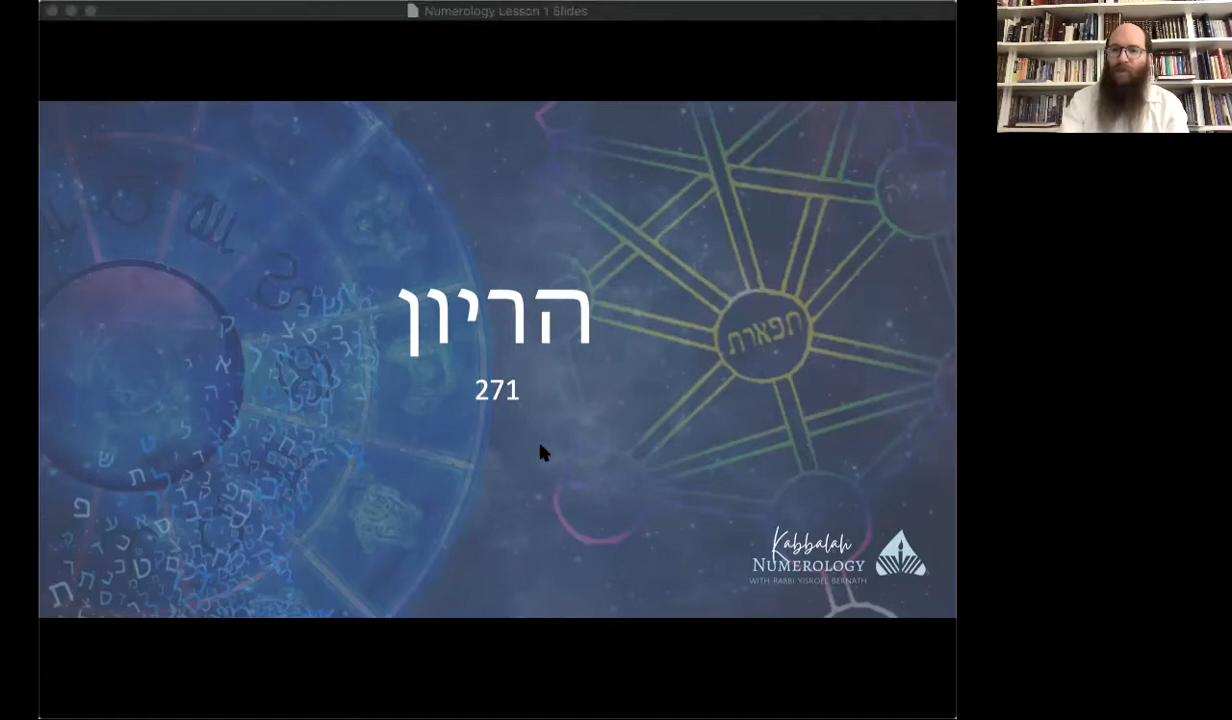 Numerology Lesson 1 Slides
הריון
271
תפארת
Kabbalah
NUMEROLOGY
WITH RABBI YISROEL BERNATH